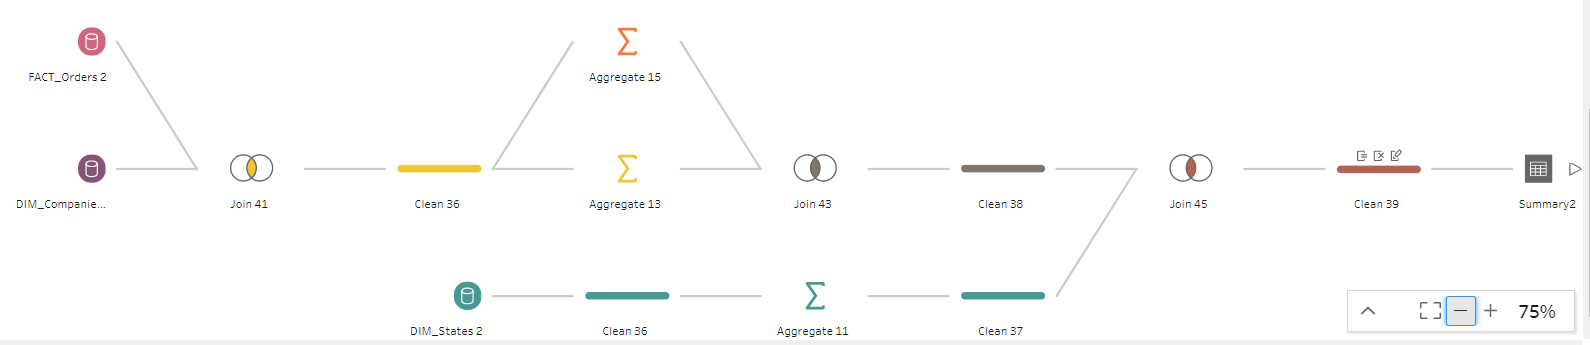 FACT_Orders 2
Aggregate 15
DIM_Companie...
Join 41
Clean 36
Aggregate 13
Join 43
Clean 38
Join 45
Clean 39
Summary2
DIM_States 2
Clean 36
Aggregate 11
Clean 37
75%